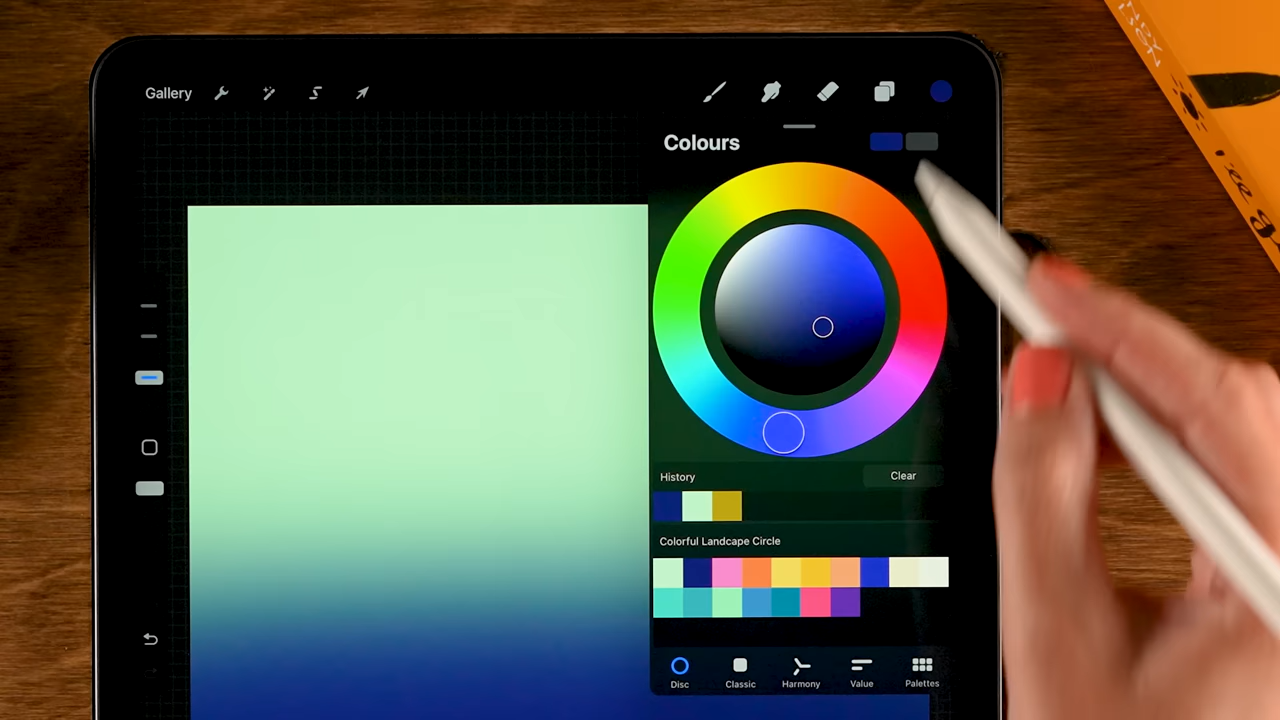 Gallery
Colours
History
Clear
Colorful Landcape Circle
Disc
Classic
Harmony
Value
Palettes